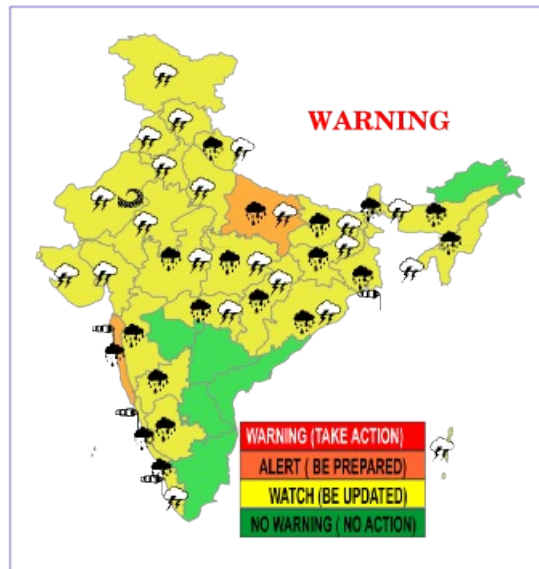 WARNING
WARNING (TAKE ACTION)
ALERT ( BE PREPARED)
WATCH (BE UPDATED)
NO WARNING ( NO ACTION)